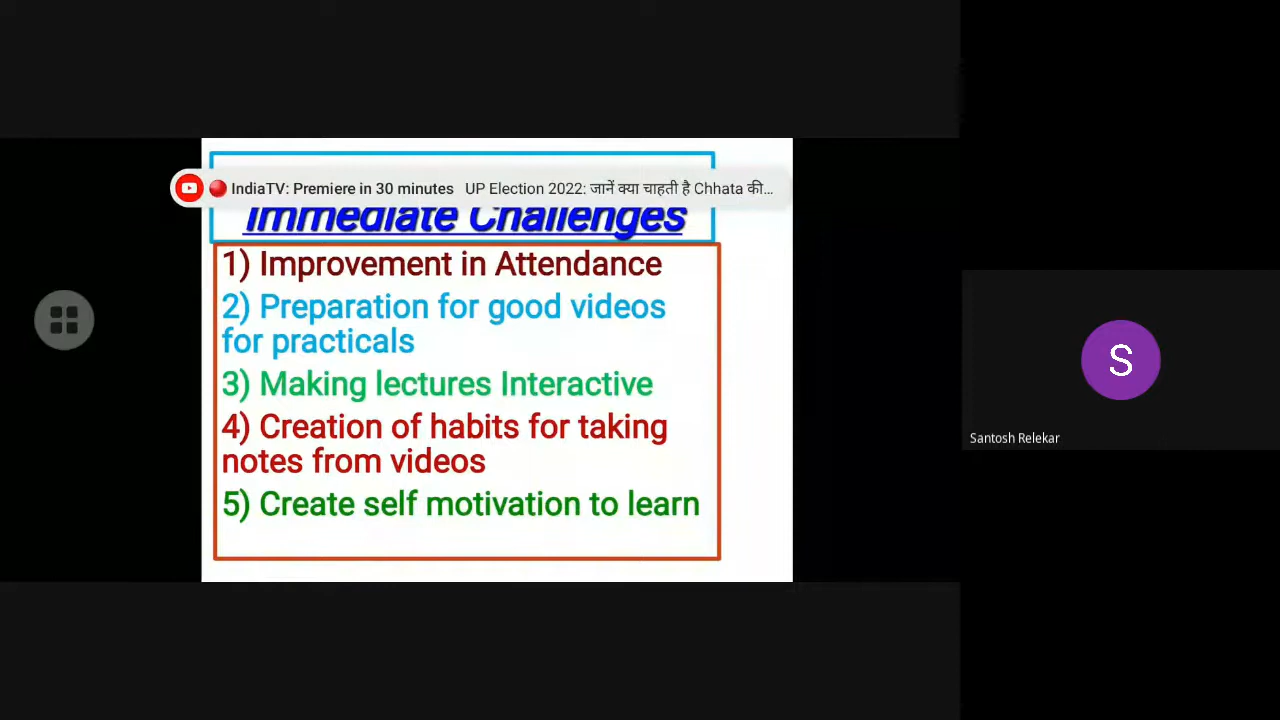 IndiaTV: Premiere in 30 minutes UP Election 2022: जानें क्या चाहती है Chhata की...
Immediate Challenges
1) Improvement in Attendance
2) Preparation for good videos
for practicals
3) Making lectures Interactive
4) Creation of habits for taking
notes from videos
5) Create self motivation to learn
S
Santosh Relekar